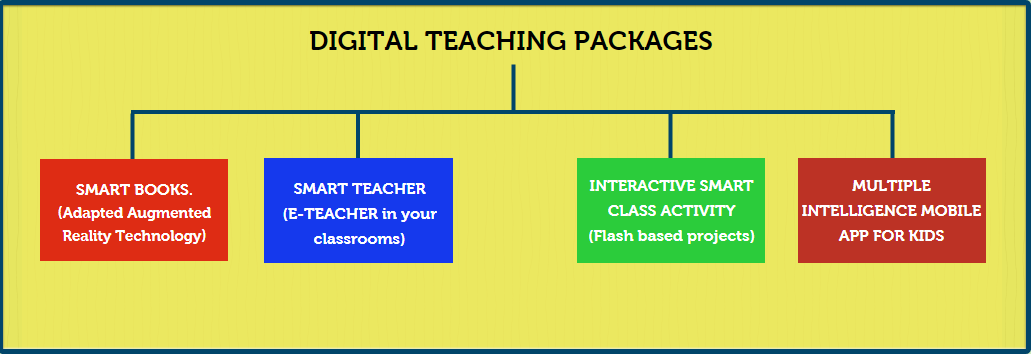 DIGITAL TEACHING PACKAGES
SMART BOOKS.
(Adapted Augmented
Reality Technology)
SMART TEACHER
(E-TEACHER in your
classrooms)
INTERACTIVE SMART
CLASS ACTIVITY
(Flash based projects)
MULTIPLE
INTELLIGENCE MOBILE
APP FOR KIDS